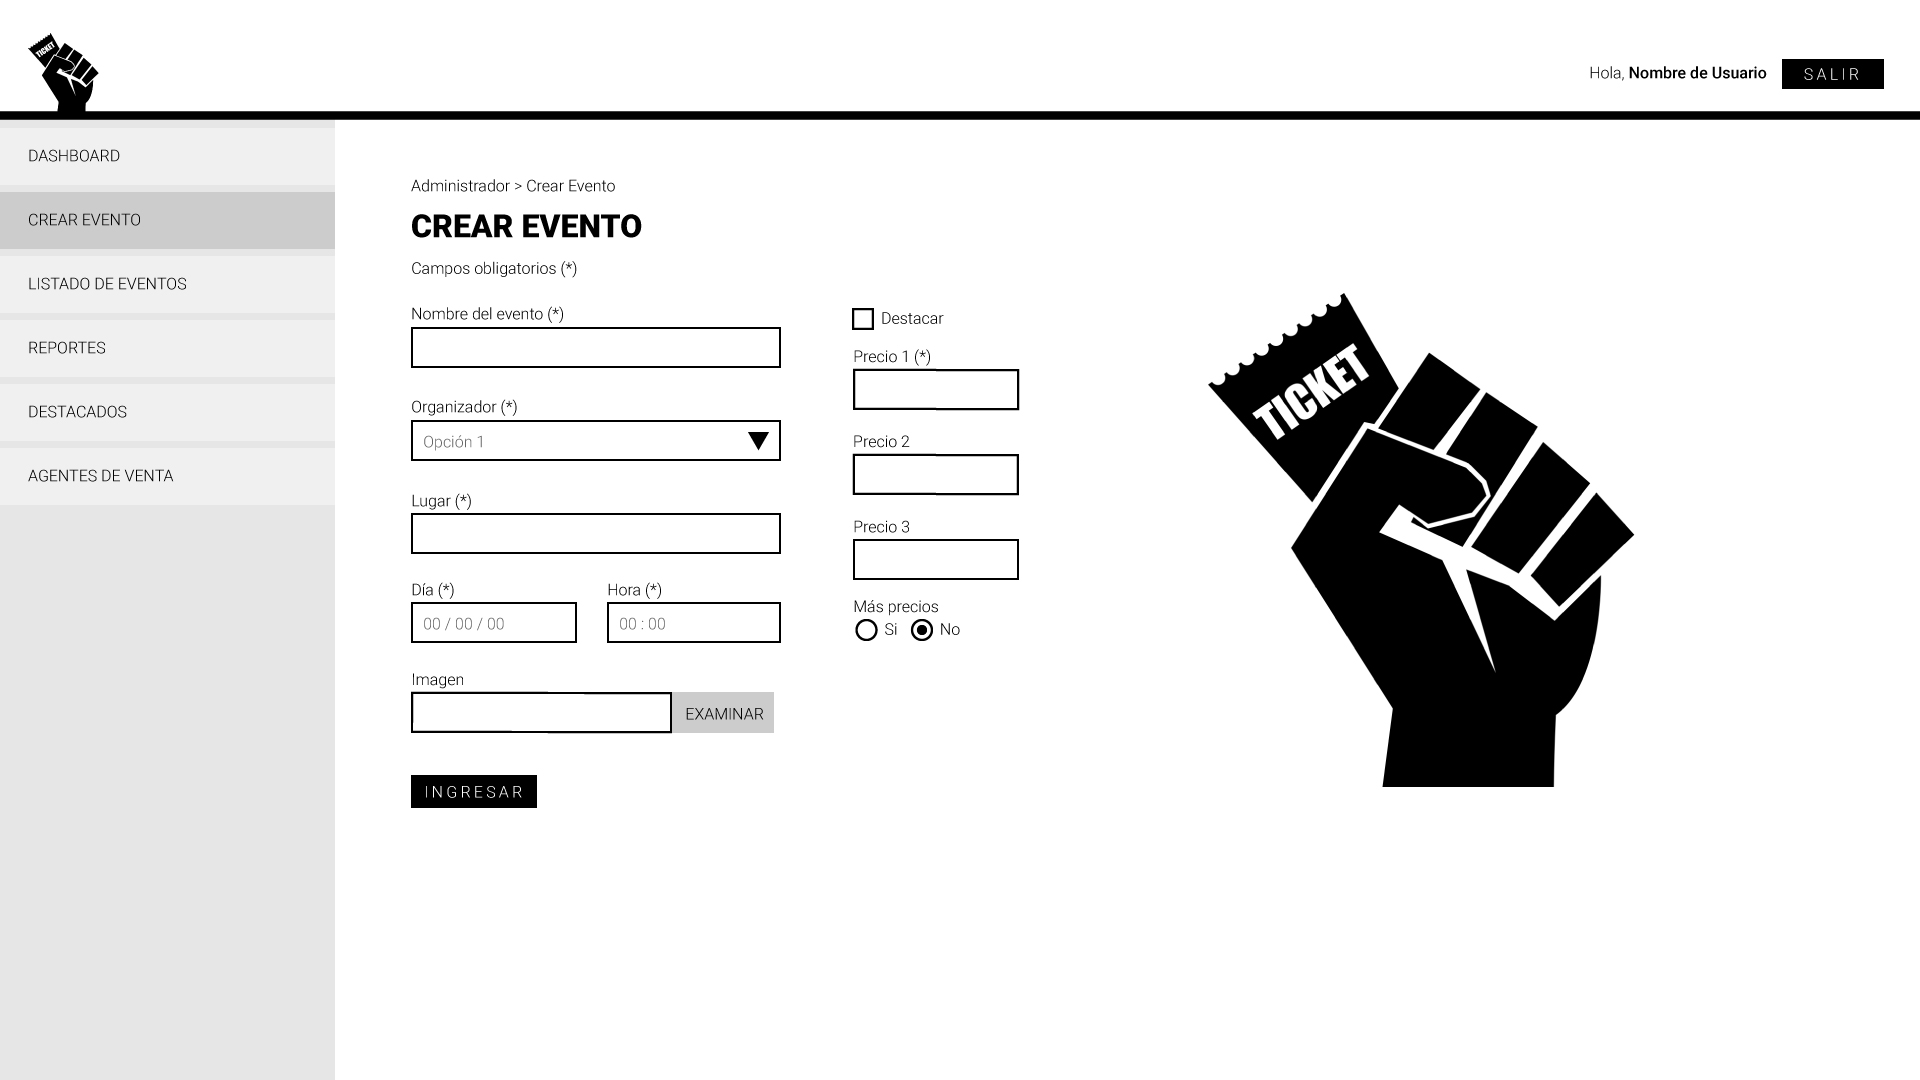 TICKET
Hola, Nombre de Usuario
SALIR
DASHBOARD
CREAR EVENTO
LISTADO DE EVENTOS
REPORTES
DESTACADOS
AGENTES DE VENTA
Administrador > Crear Evento
CREAR EVENTO
Campos obligatorios (*)
Nombre del evento (*)
Organizador (*)
Opción 1
Lugar (*)
Día (*)
00 / 00 / 00
Hora (*)
00 : 00
Imagen
EXAMINAR
INGRESAR
Destacar
Precio 1 (*)
Precio 2
Precio 3
Más precios
Si
No
TICKET